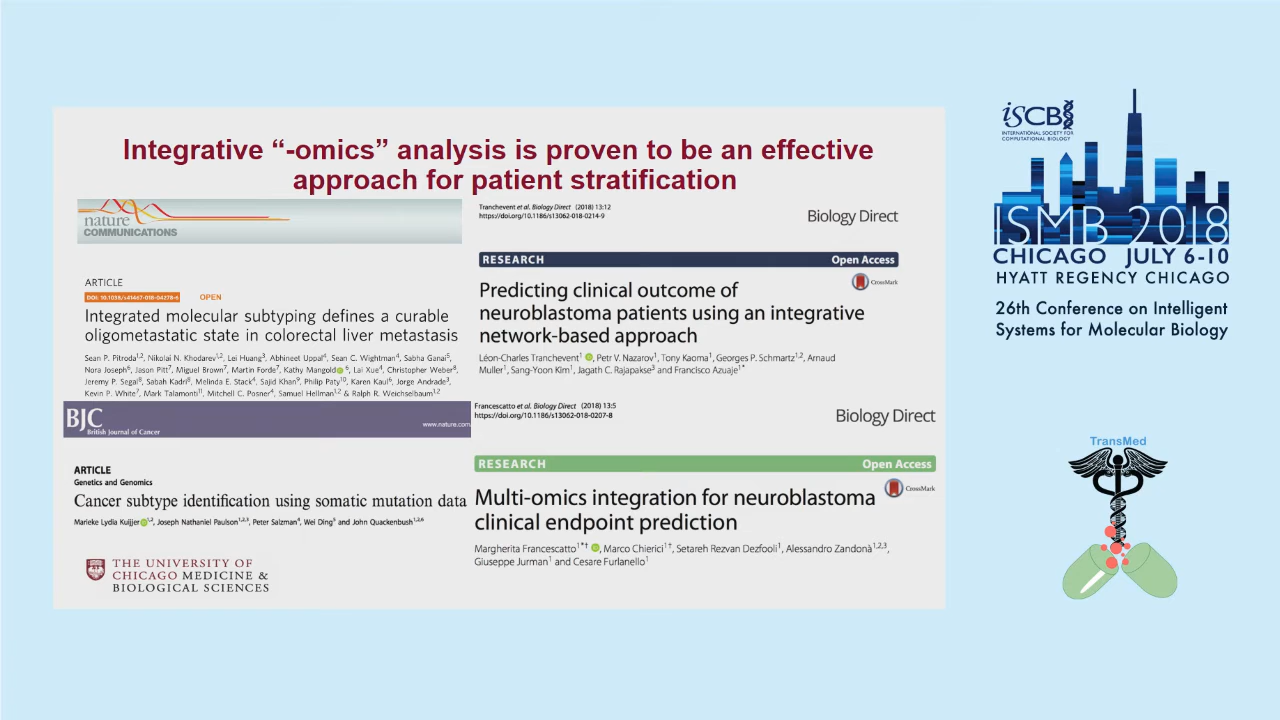 Integrative “-omics” analysis is proven to be an effective
approach for patient stratification
nature
COMMUNICATIONS
ARTICLE
DOI: 10.1038/s41467-018-04278-6
OPEN
Integrated molecular subtyping defines a curable
oligometastatic state in colorectal liver metastasis
Sean P. Pitroda1,2, Nikolai N. Khodarev1,2, Lei Huang3, Abhineet Uppal4, Sean C. Wightman4, Sabha Ganai5,
Nora Joseph6, Jason Pitt7, Miguel Brown7, Martin Forde7, Kathy Mangold6, Lai Xue4, Christopher Weber8,
Jeremy P. Segal8, Sabah Kadri8, Melinda E. Stack4, Sajid Khan9, Philip Paty10, Karen Kaul6, Jorge Andrade3,
Kevin P. White7, Mark Talamonti11, Mitchell C. Posner4, Samuel Hellman1,2 & Ralph R. Weichselbaum1,2
BJC
British Journal of Cancer
www.nature.com
ARTICLE
Genetics and Genomics
Cancer subtype identification using somatic mutation data
Marieke Lydia Kuijjer1,2, Joseph Nathaniel Paulson1,2,3, Peter Salzman4, Wei Ding5 and John Quackenbush1,2,6
THE UNIVERSITY OF
CHICAGO MEDICINE &
BIOLOGICAL SCIENCES
Tranchevent et al. Biology Direct (2018) 13:12
https://doi.org/10.1186/s13062-018-0214-9
Biology Direct
RESEARCH Open Access
CrossMark
Predicting clinical outcome of
neuroblastoma patients using an integrative
network-based approach
Léon-Charles Tranchevent1, Petr V. Nazarov1, Tony Kaoma1, Georges P. Schmartz1,2, Arnaud
Muller1, Sang-Yoon Kim1, Jagath C. Rajapakse3 and Francisco Azuaje1*
Francescatto et al. Biology Direct (2018) 13:5
https://doi.org/10.1186/s13062-018-0207-8
Biology Direct
RESEARCH Open Access
CrossMark
Multi-omics integration for neuroblastoma
clinical endpoint prediction
Margherita Francescatto1*†, Marco Chierici1†, Setareh Rezvan Dezfooli1, Alessandro Zandonà1,2,3,
Giuseppe Jurman1 and Cesare Furlanello1
iSCB
INTERNATIONAL SOCIETY FOR
COMPUTATIONAL BIOLOGY
ISMB 2018
CHICAGO JULY 6-10
HYATT REGENCY CHICAGO
26th Conference on Intelligent
Systems for Molecular Biology
TransMed